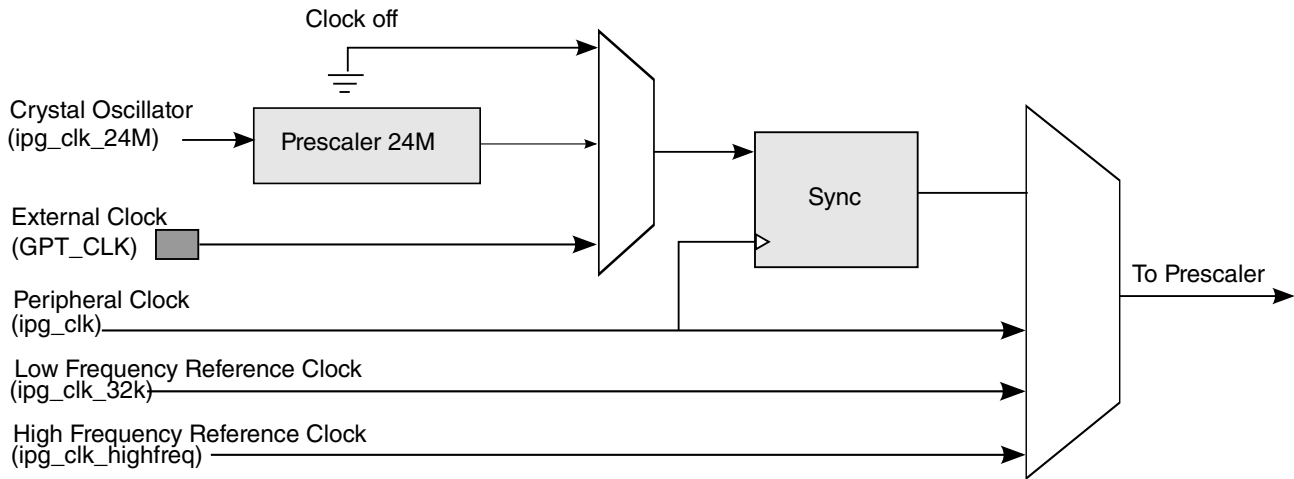 Clock off
Crystal Oscillator
(ipg_clk_24M)
Prescaler 24M
External Clock
(GPT_CLK)
Sync
To Prescaler
Peripheral Clock
(ipg_clk)
Low Frequency Reference Clock
(ipg_clk_32k)
High Frequency Reference Clock
(ipg_clk_highfreq)